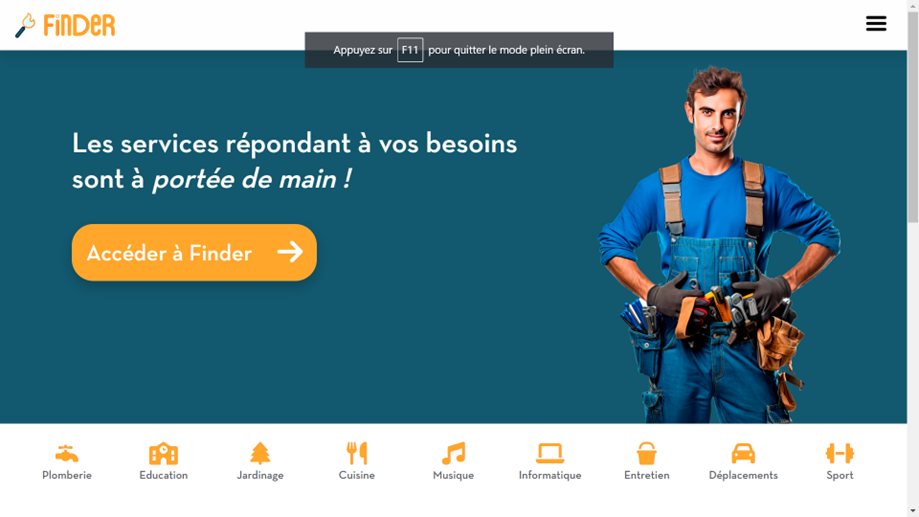 FiNDER
Appuyez sur F11 pour quitter le mode plein écran.
Les services répondant à vos besoins
sont à portée de main !
Accéder à Finder
Plomberie Education Jardinage Cuisine Musique Informatique Entretien Déplacements Sport